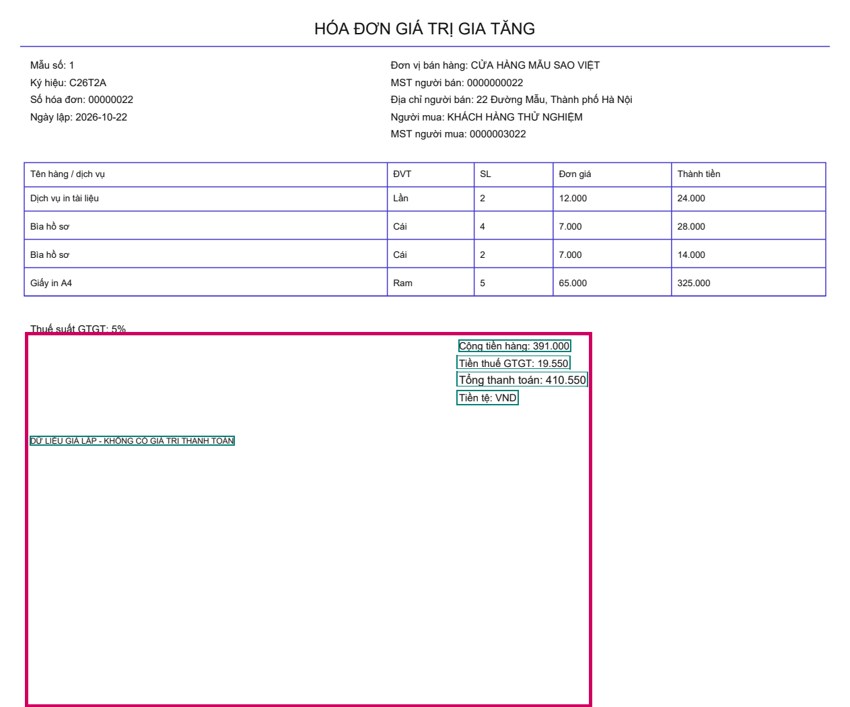 HÓA ĐƠN GIÁ TRỊ GIA TĂNG
Mẫu số: 1
Ký hiệu: C26T2A
Số hóa đơn: 00000022
Ngày lập: 2026-10-22
Đơn vị bán hàng: CỬA HÀNG MẪU SAO VIỆT
MST người bán: 0000000022
Địa chỉ người bán: 22 Đường Mẫu, Thành phố Hà Nội
Người mua: KHÁCH HÀNG THỬ NGHIỆM
MST người mua: 0000003022
Tên hàng / dịch vụ ĐVT SL Đơn giá Thành tiền
Dịch vụ in tài liệu Lần 2 12.000 24.000
Bìa hồ sơ Cái 4 7.000 28.000
Bìa hồ sơ Cái 2 7.000 14.000
Giấy in A4 Ram 5 65.000 325.000
Thuế suất GTGT: 5%
Cộng tiền hàng: 391.000
Tiền thuế GTGT: 19.550
Tổng thanh toán: 410.550
Tiền tệ: VND
DỮ LIỆU GIẢ LẬP - KHÔNG CÓ GIÁ TRỊ THANH TOÁN